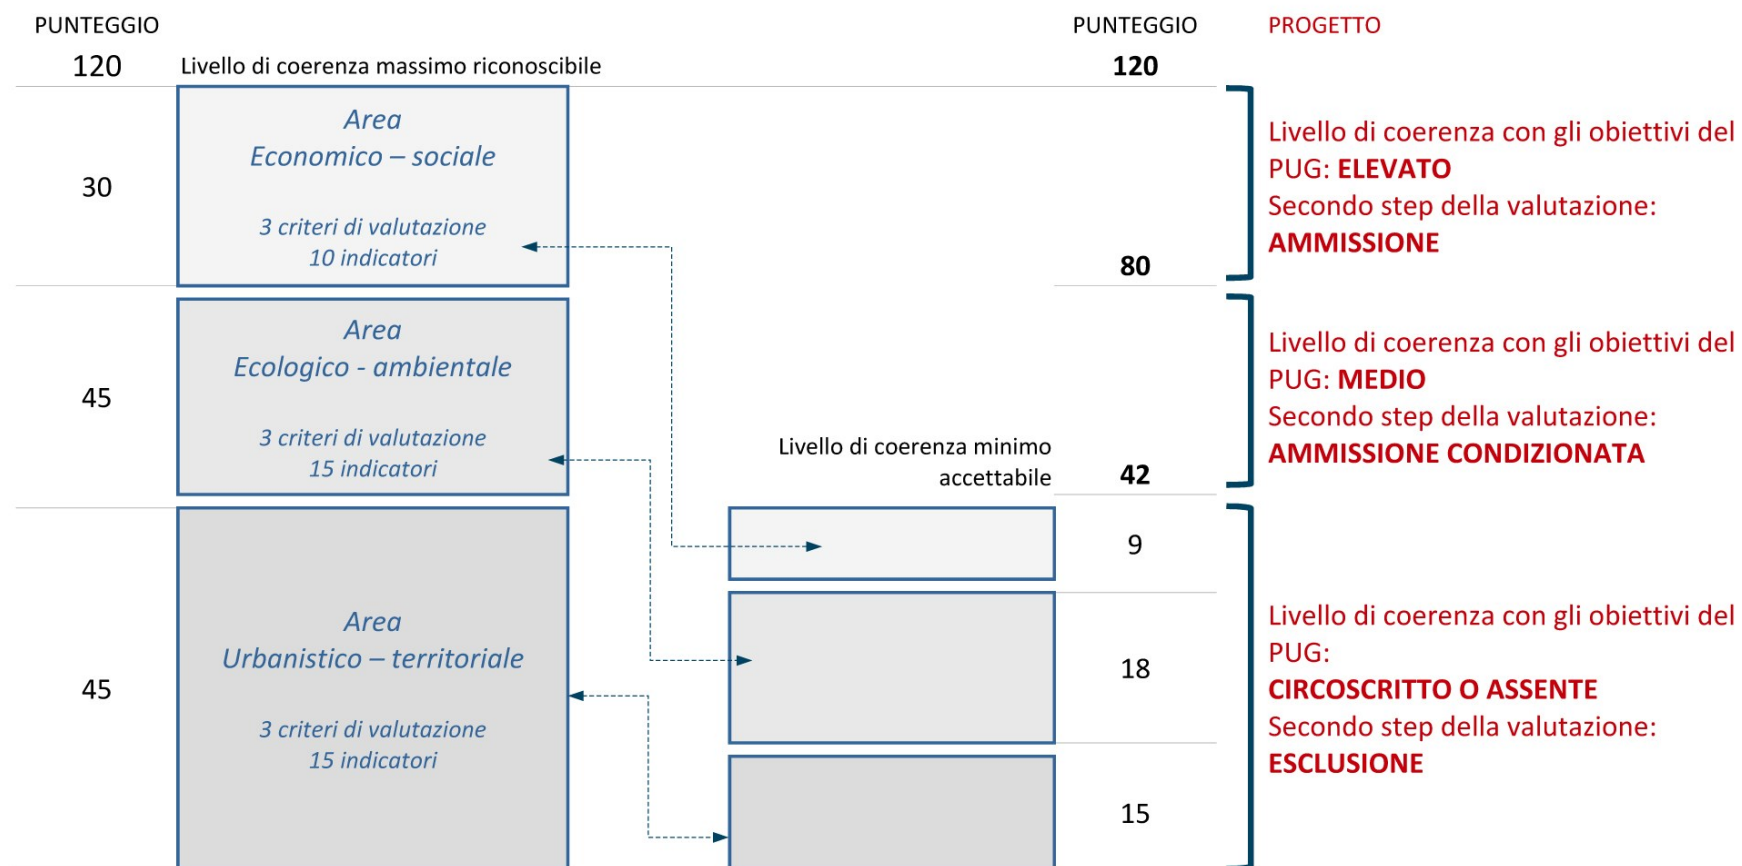 PUNTEGGIO
120
Livello di coerenza massimo riconoscibile
30
Area
Economico – sociale
3 criteri di valutazione
10 indicatori
45
Area
Ecologico - ambientale
3 criteri di valutazione
15 indicatori
45
Area
Urbanistico – territoriale
3 criteri di valutazione
15 indicatori
Livello di coerenza minimo
accettabile
PUNTEGGIO
120
80
42
9
18
15
PROGETTO
Livello di coerenza con gli obiettivi del
PUG: ELEVATO
Secondo step della valutazione:
AMMISSIONE
Livello di coerenza con gli obiettivi del
PUG: MEDIO
Secondo step della valutazione:
AMMISSIONE CONDIZIONATA
Livello di coerenza con gli obiettivi del
PUG:
CIRCOSCRITTO O ASSENTE
Secondo step della valutazione:
ESCLUSIONE